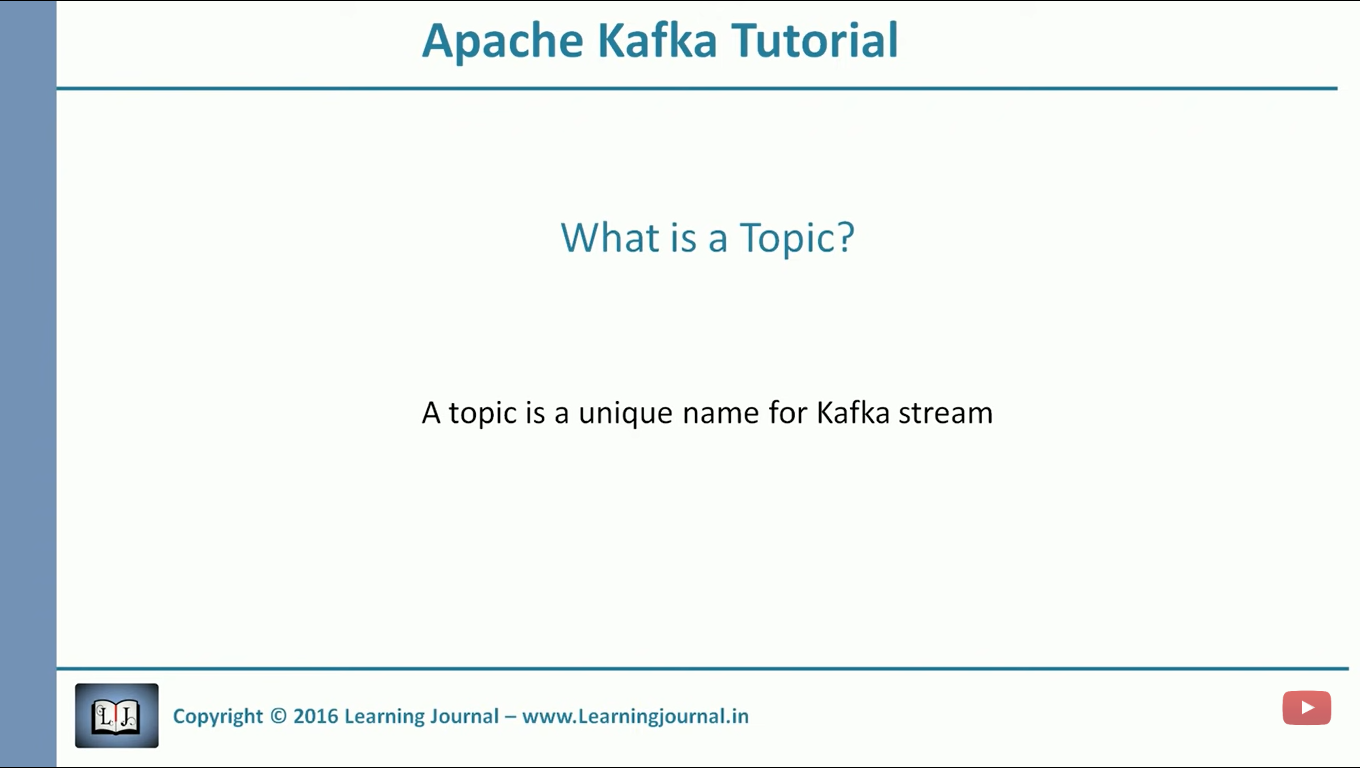 Apache Kafka Tutorial
What is a Topic?
A topic is a unique name for Kafka stream
LJ
Copyright © 2016 Learning Journal – www.Learningjournal.in